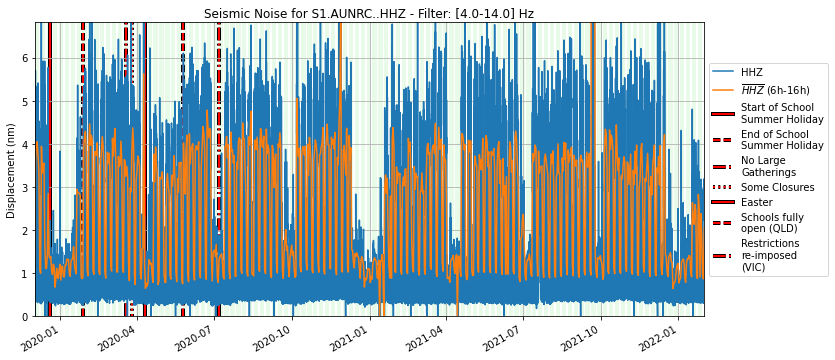 Seismic Noise for S1.AUNRC..HHZ - Filter: [4.0-14.0] Hz
Displacement (nm)
6
5
4
3
2
1
0
2020-01
2020-04
2020-07
2020-10
2021-01
2021-04
2021-07
2021-10
2022-01
HHZ
HHZ (6h-16h)
Start of School
Summer Holiday
End of School
Summer Holiday
No Large
Gatherings
Some Closures
Easter
Schools fully
open (QLD)
Restrictions
re-imposed
(VIC)